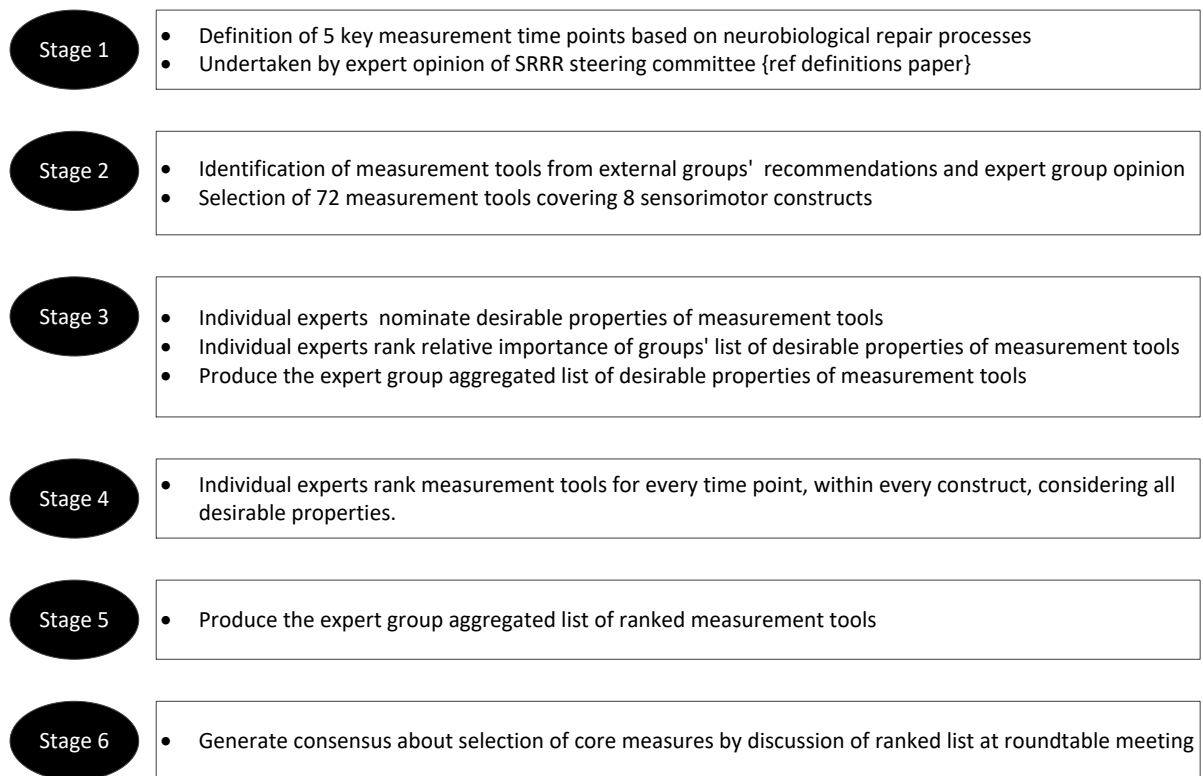 Stage 1
• Definition of 5 key measurement time points based on neurobiological repair processes
• Undertaken by expert opinion of SRRR steering committee {ref definitions paper}
Stage 2
• Identification of measurement tools from external groups' recommendations and expert group opinion
• Selection of 72 measurement tools covering 8 sensorimotor constructs
Stage 3
• Individual experts nominate desirable properties of measurement tools
• Individual experts rank relative importance of groups' list of desirable properties of measurement tools
• Produce the expert group aggregated list of desirable properties of measurement tools
Stage 4
• Individual experts rank measurement tools for every time point, within every construct, considering all
desirable properties.
Stage 5
• Produce the expert group aggregated list of ranked measurement tools
Stage 6
• Generate consensus about selection of core measures by discussion of ranked list at roundtable meeting